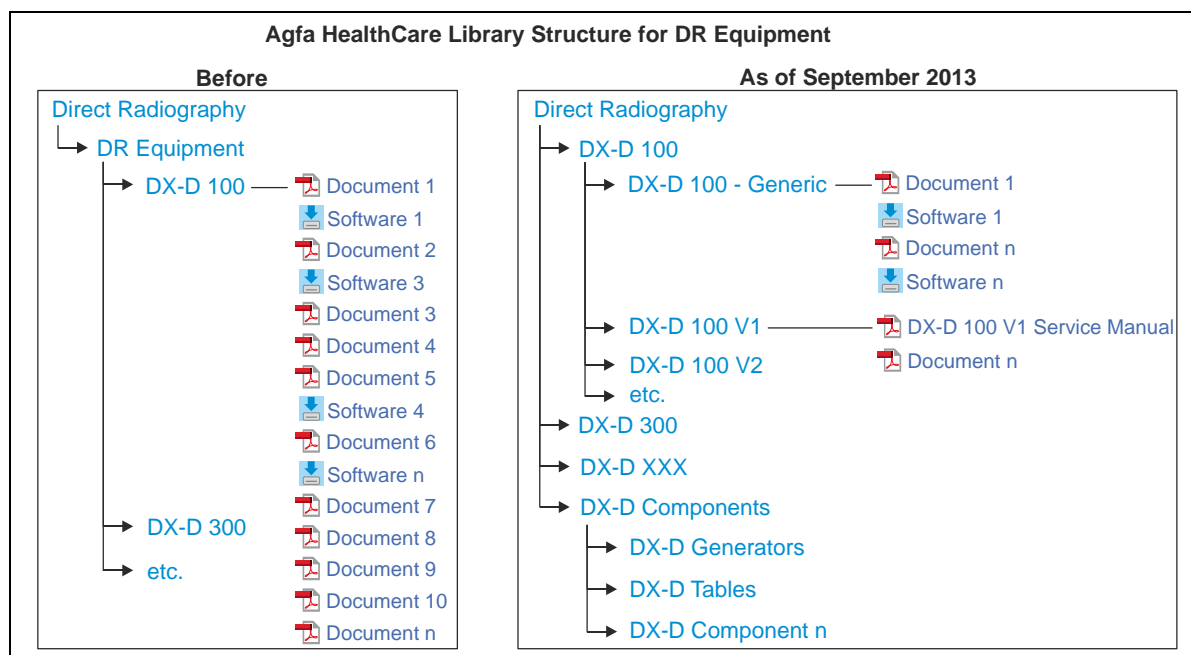 Agfa HealthCare Library Structure for DR Equipment
Before
Direct Radiography
DR Equipment
DX-D 100
Document 1
Software 1
Document 2
Software 3
Document 3
Document 4
Document 5
Software 4
Document 6
Software n
Document 7
DX-D 300
Document 8
etc.
Document 9
Document 10
Document n
As of September 2013
Direct Radiography
DX-D 100
DX-D 100 - Generic
Document 1
Software 1
Document n
Software n
DX-D 100 V1
DX-D 100 V1 Service Manual
DX-D 100 V2
Document n
etc.
DX-D 300
DX-D XXX
DX-D Components
DX-D Generators
DX-D Tables
DX-D Component n